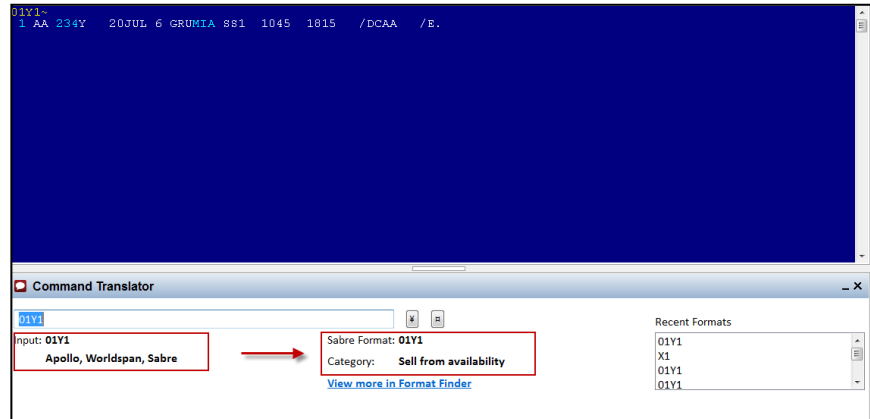 01Y1~
1 AA 234Y 20JUL 6 GRUMIA SS1 1045 1815 /DCAA /E.
Command Translator
01Y1
¥ ¤
Input: 01Y1
Apollo, Worldspan, Sabre
Sabre Format: 01Y1
Category: Sell from availability
View more in Format Finder
Recent Formats
01Y1
X1
01Y1
01Y1